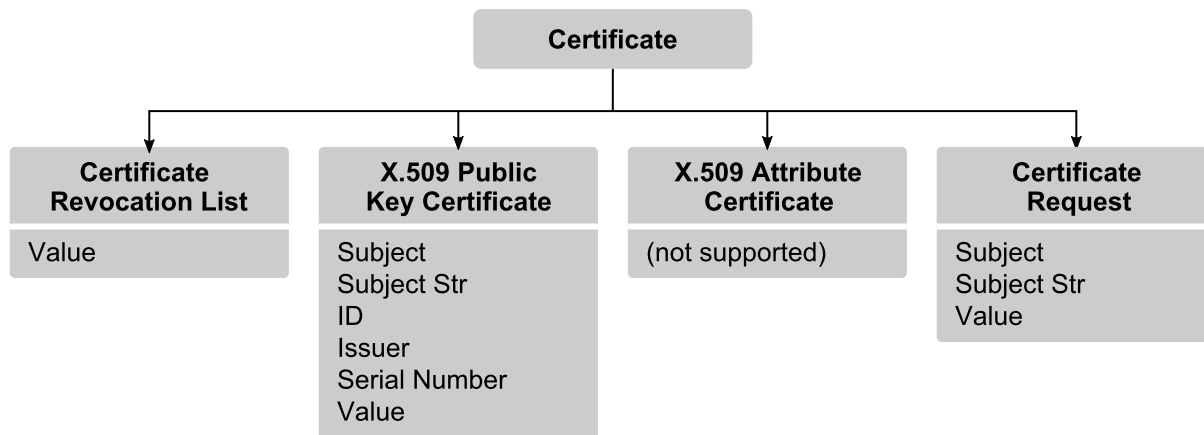 Certificate
Certificate
Revocation List
Value
X.509 Public
Key Certificate
Subject
Subject Str
ID
Issuer
Serial Number
Value
X.509 Attribute
Certificate
(not supported)
Certificate
Request
Subject
Subject Str
Value